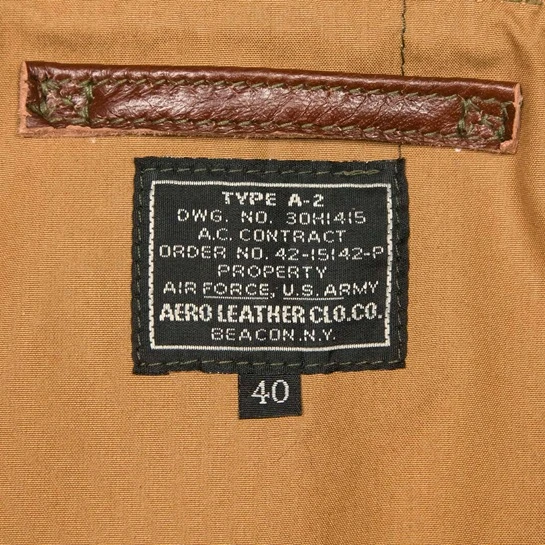 TYPE A-2
DWG. NO. 30H1415
A.C. CONTRACT
ORDER NO. 42-15142-P
PROPERTY
AIR FORCE, U.S. ARMY
AERO LEATHER CLO.CO.
BEACON.N.Y.
40